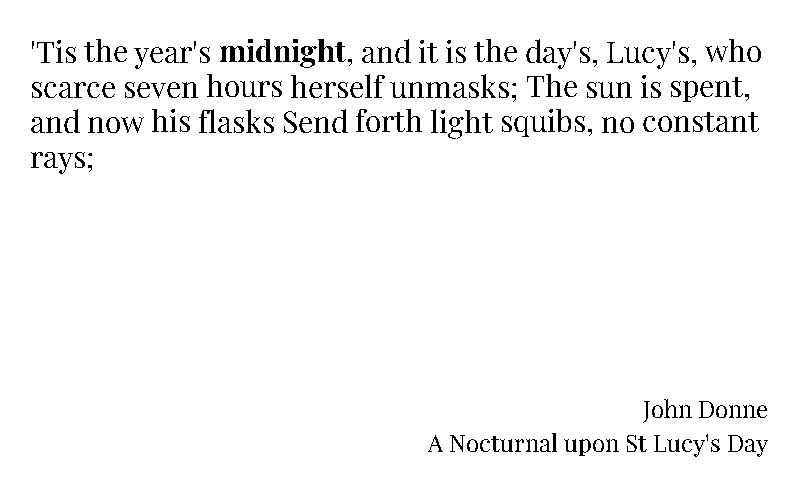 'Tis the year's midnight, and it is the day's, Lucy's, who
scarce seven hours herself unmasks; The sun is spent,
and now his flasks Send forth light squibs, no constant
rays;
John Donne
A Nocturnal upon St Lucy's Day